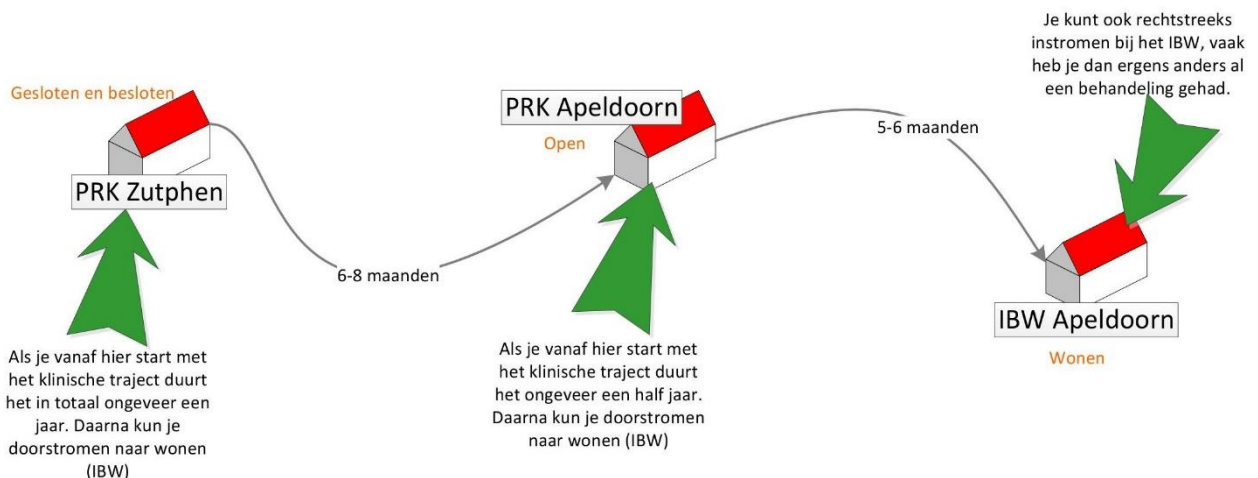 Gesloten en besloten
PRK Zutphen
Als je vanaf hier start met
het klinische traject duurt
het in totaal ongeveer een
jaar. Daarna kun je
doorstromen naar wonen
(IBW)
6-8 maanden
PRK Apeldoorn
Open
Als je vanaf hier start met
het klinische traject duurt
het ongeveer een half jaar.
Daarna kun je doorstromen
naar wonen (IBW)
5-6 maanden
Je kunt ook rechtstreeks
instromen bij het IBW, vaak
heb je dan ergens anders al
een behandeling gehad.
IBW Apeldoorn
Wonen